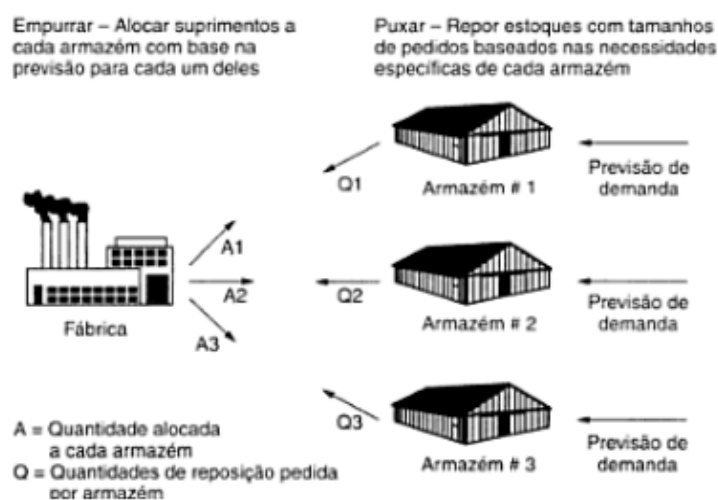 Empurrar – Alocar suprimentos a
cada armazém com base na
previsão para cada um deles
Puxar – Repor estoques com tamanhos
de pedidos baseados nas necessidades
específicas de cada armazém
Q1
Armazém # 1
Previsão de
demanda
A1
A2
A3
Fábrica
Q2
Armazém # 2
Previsão de
demanda
Q3
Armazém # 3
Previsão de
demanda
A = Quantidade alocada
a cada armazém
Q = Quantidades de reposição pedida
por armazém